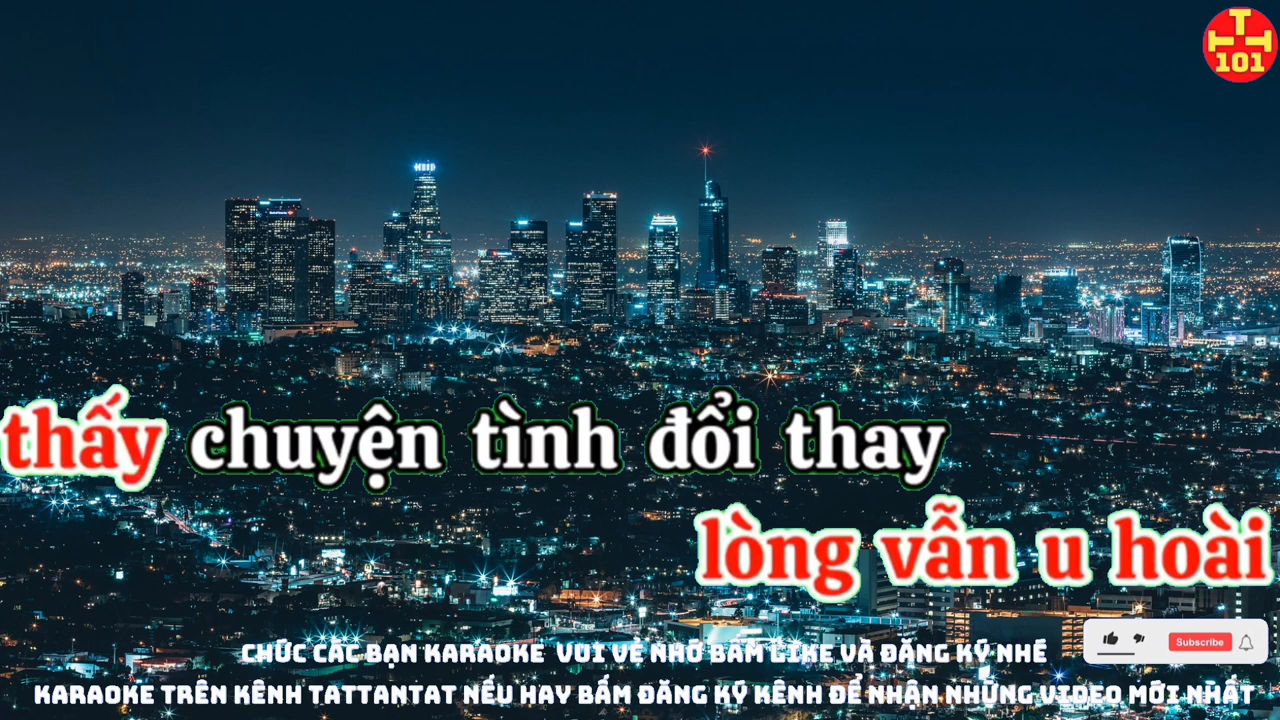 T
TTH
101
thấy chuyện tình đổi thay
lòng vẫn u hoài
Subscribe
CHÚC CÁC BẠN KARAOKE VUI VẺ NHỚ BẤM LIKE VÀ ĐĂNG KÝ NHÉ
KARAOKE TRÊN KÊNH TATTANTAT NẾU HAY BẤM ĐĂNG KÝ KÊNH ĐỂ NHẬN NHỮNG VIDEO MỚI NHẤT